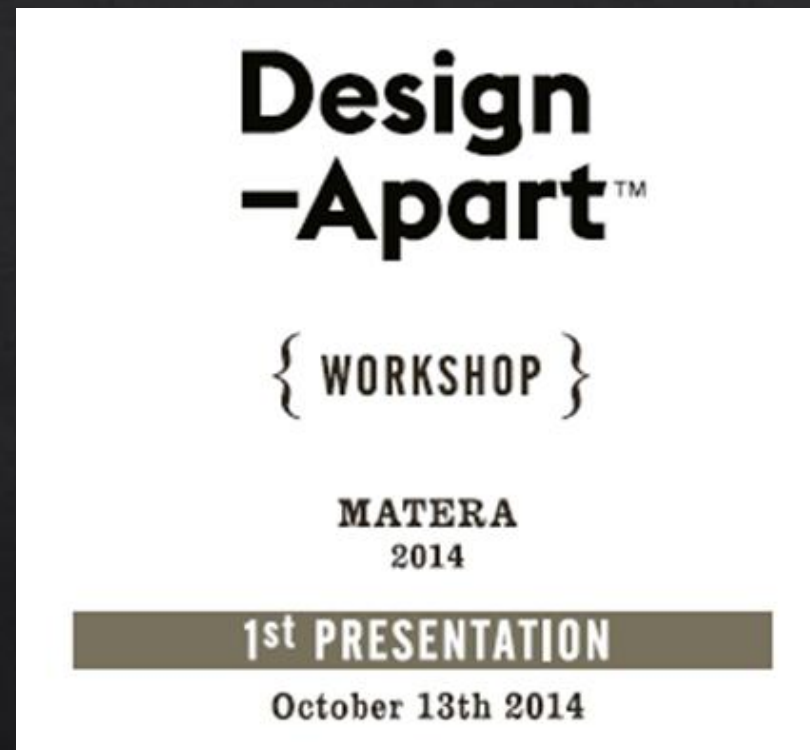 Design
-Apart™
{ WORKSHOP }
MATERA
2014
1st PRESENTATION
October 13th 2014